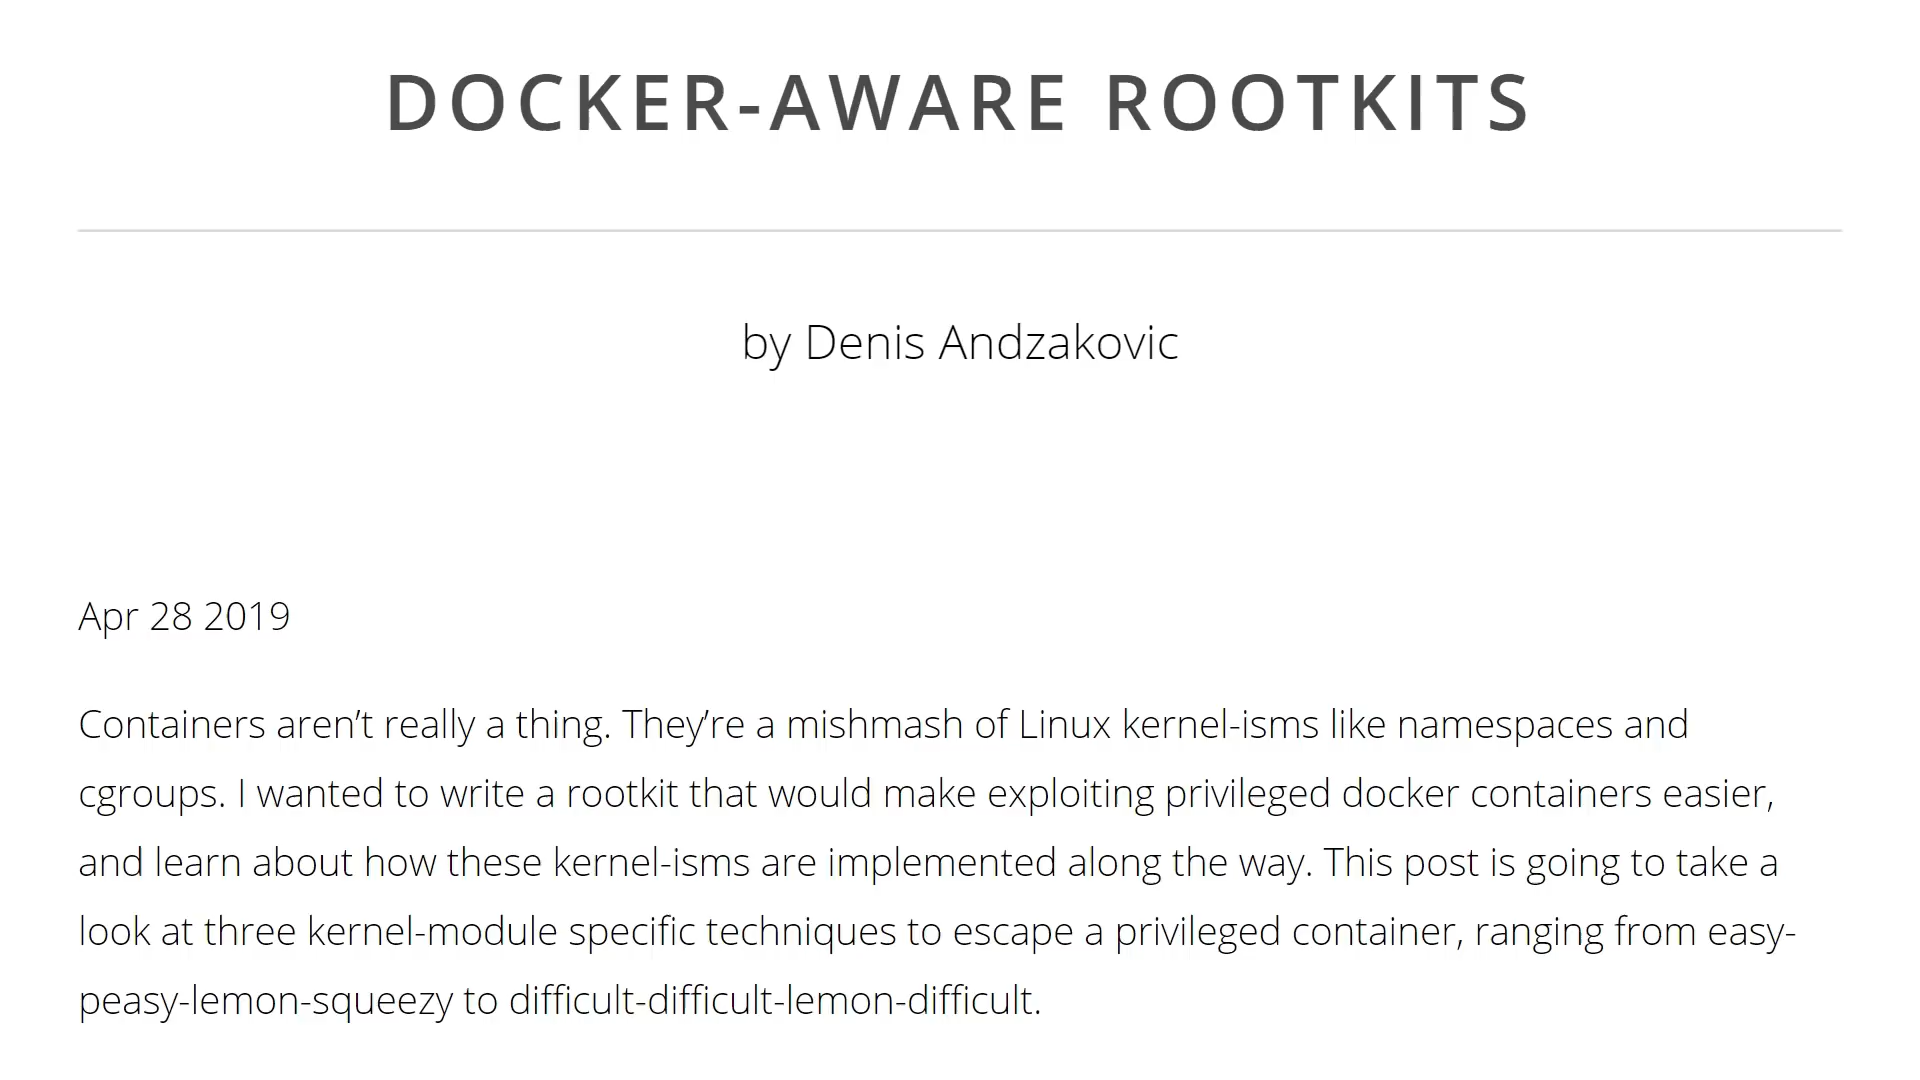 DOCKER-AWARE ROOTKITS
by Denis Andzakovic
Apr 28 2019
Containers aren’t really a thing. They’re a mishmash of Linux kernel-isms like namespaces and
cgroups. I wanted to write a rootkit that would make exploiting privileged docker containers easier,
and learn about how these kernel-isms are implemented along the way. This post is going to take a
look at three kernel-module specific techniques to escape a privileged container, ranging from easy-
peasy-lemon-squeezy to difficult-difficult-lemon-difficult.